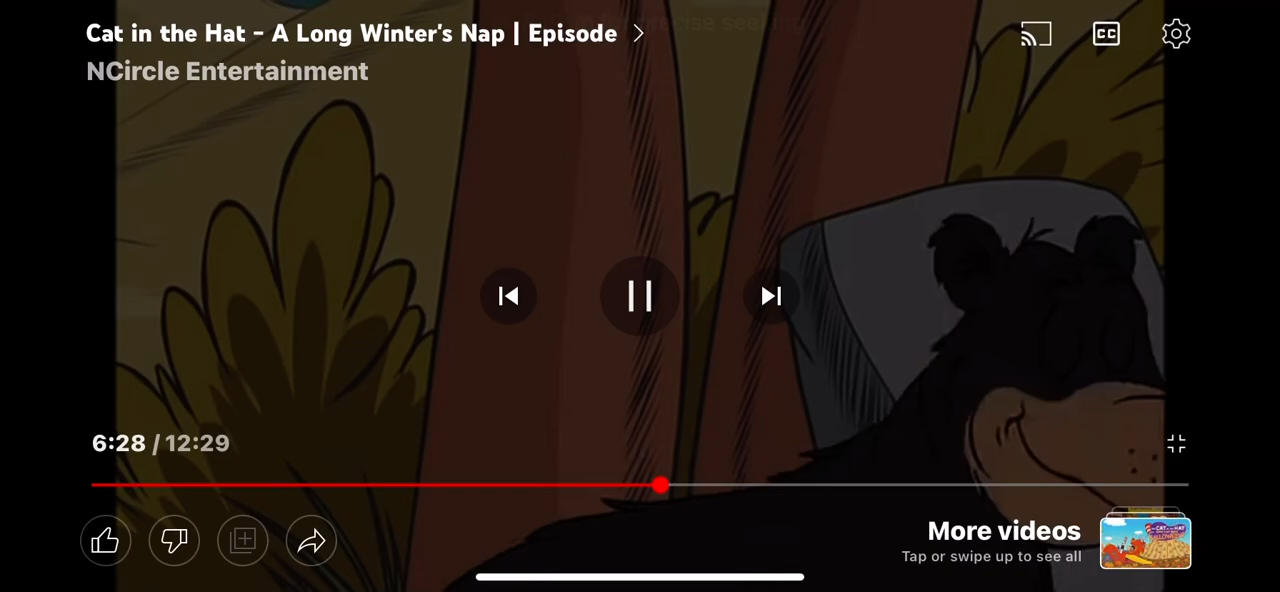 Cat in the Hat - A Long Winter's Nap | Episode
NCircle Entertainment
CC
6:28 / 12:29
More videos
Tap or swipe up to see all